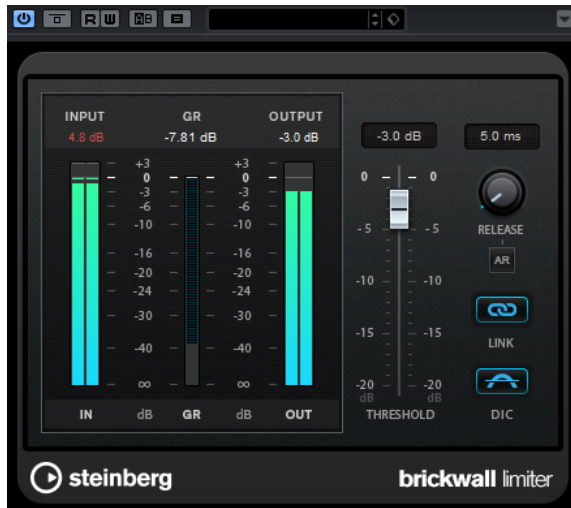 R W AB
INPUT GR OUTPUT
4.8 dB -7.81 dB -3.0 dB -3.0 dB 5.0 ms
+3 +3
0 0 0 0
-3 -3
-6 -6
-10 -10 -5 -5 RELEASE
-16 -16 AR
-20 -20
-24 -24 -10 -10
-30 -30
-15 -15 LINK
-40 -40
∞ ∞ -20 -20
dB dB
IN dB GR dB OUT THRESHOLD DIC
steinberg brickwall limiter